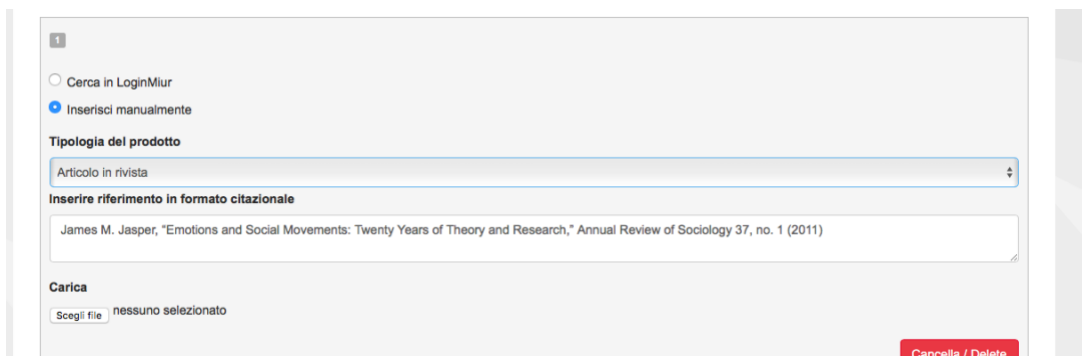 1
Cerca in LoginMiur
Inserisci manualmente
Tipologia del prodotto
Articolo in rivista
Inserire riferimento in formato citazionale
James M. Jasper, “Emotions and Social Movements: Twenty Years of Theory and Research,” Annual Review of Sociology 37, no. 1 (2011)
Carica
Scegli file nessuno selezionato
Cancella / Delete